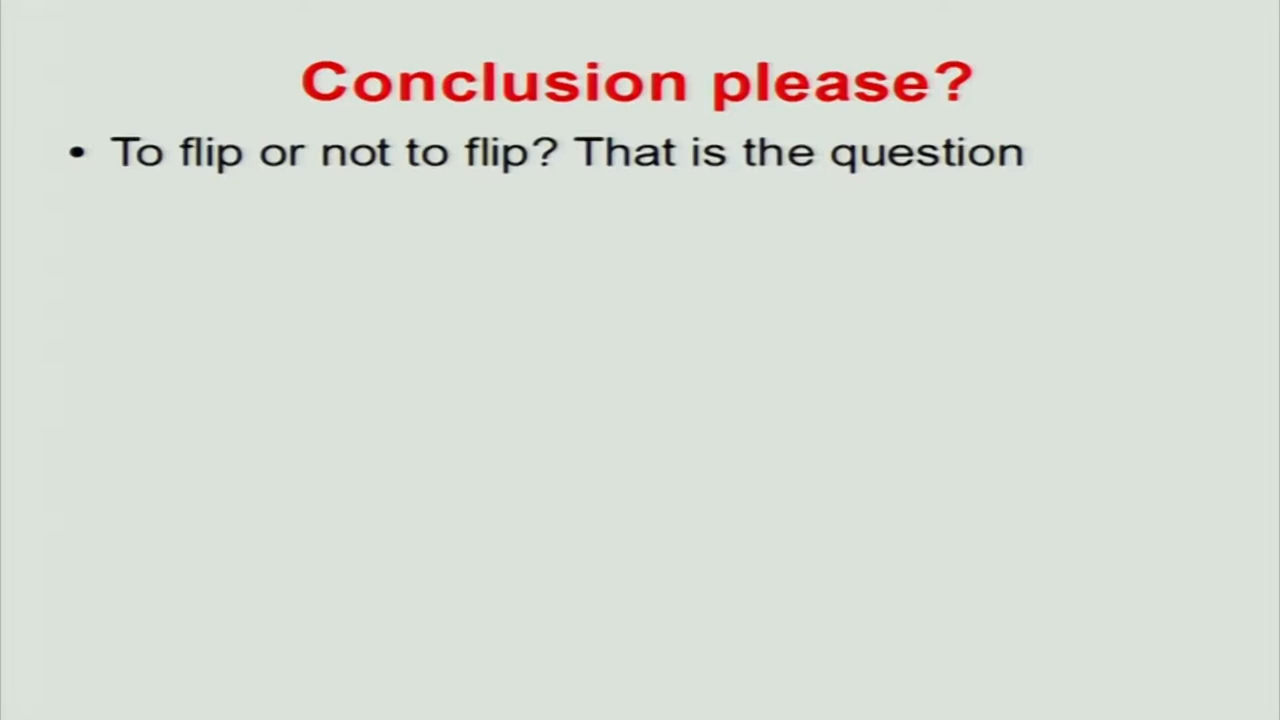 Conclusion please?
• To flip or not to flip? That is the question